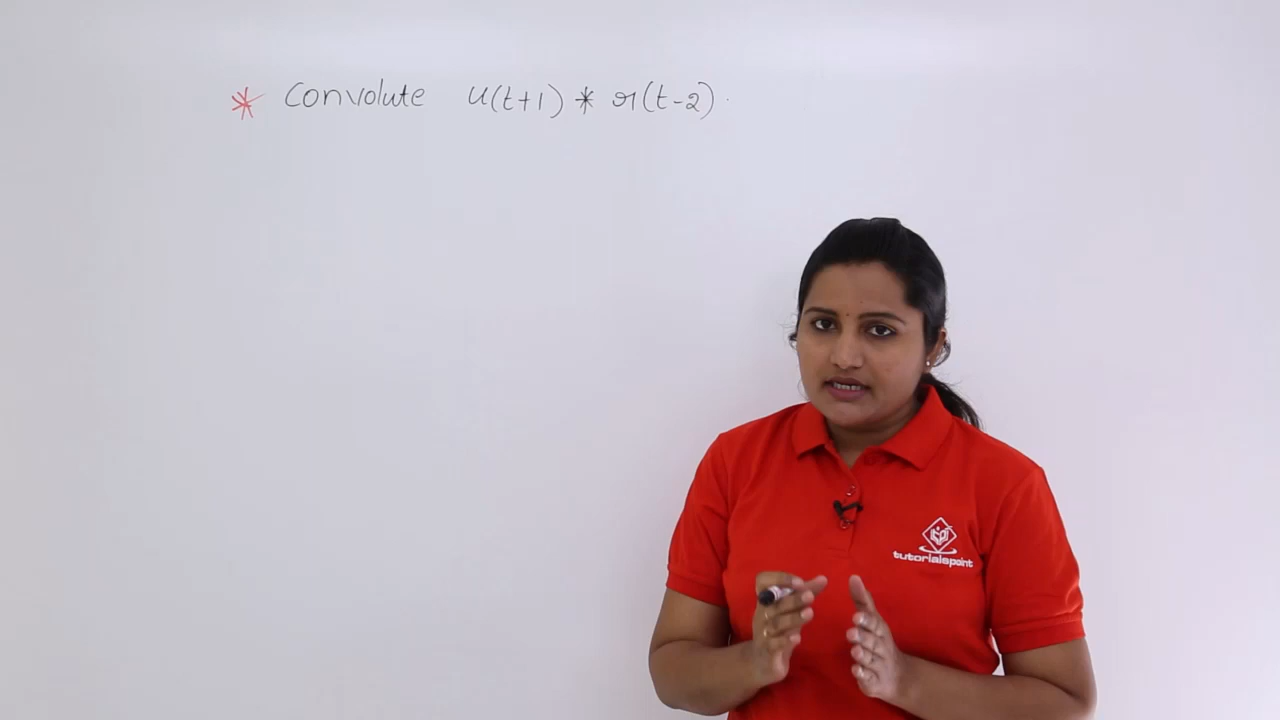 * Convolute u(t+1) * r(t-2).
tutorialspoint